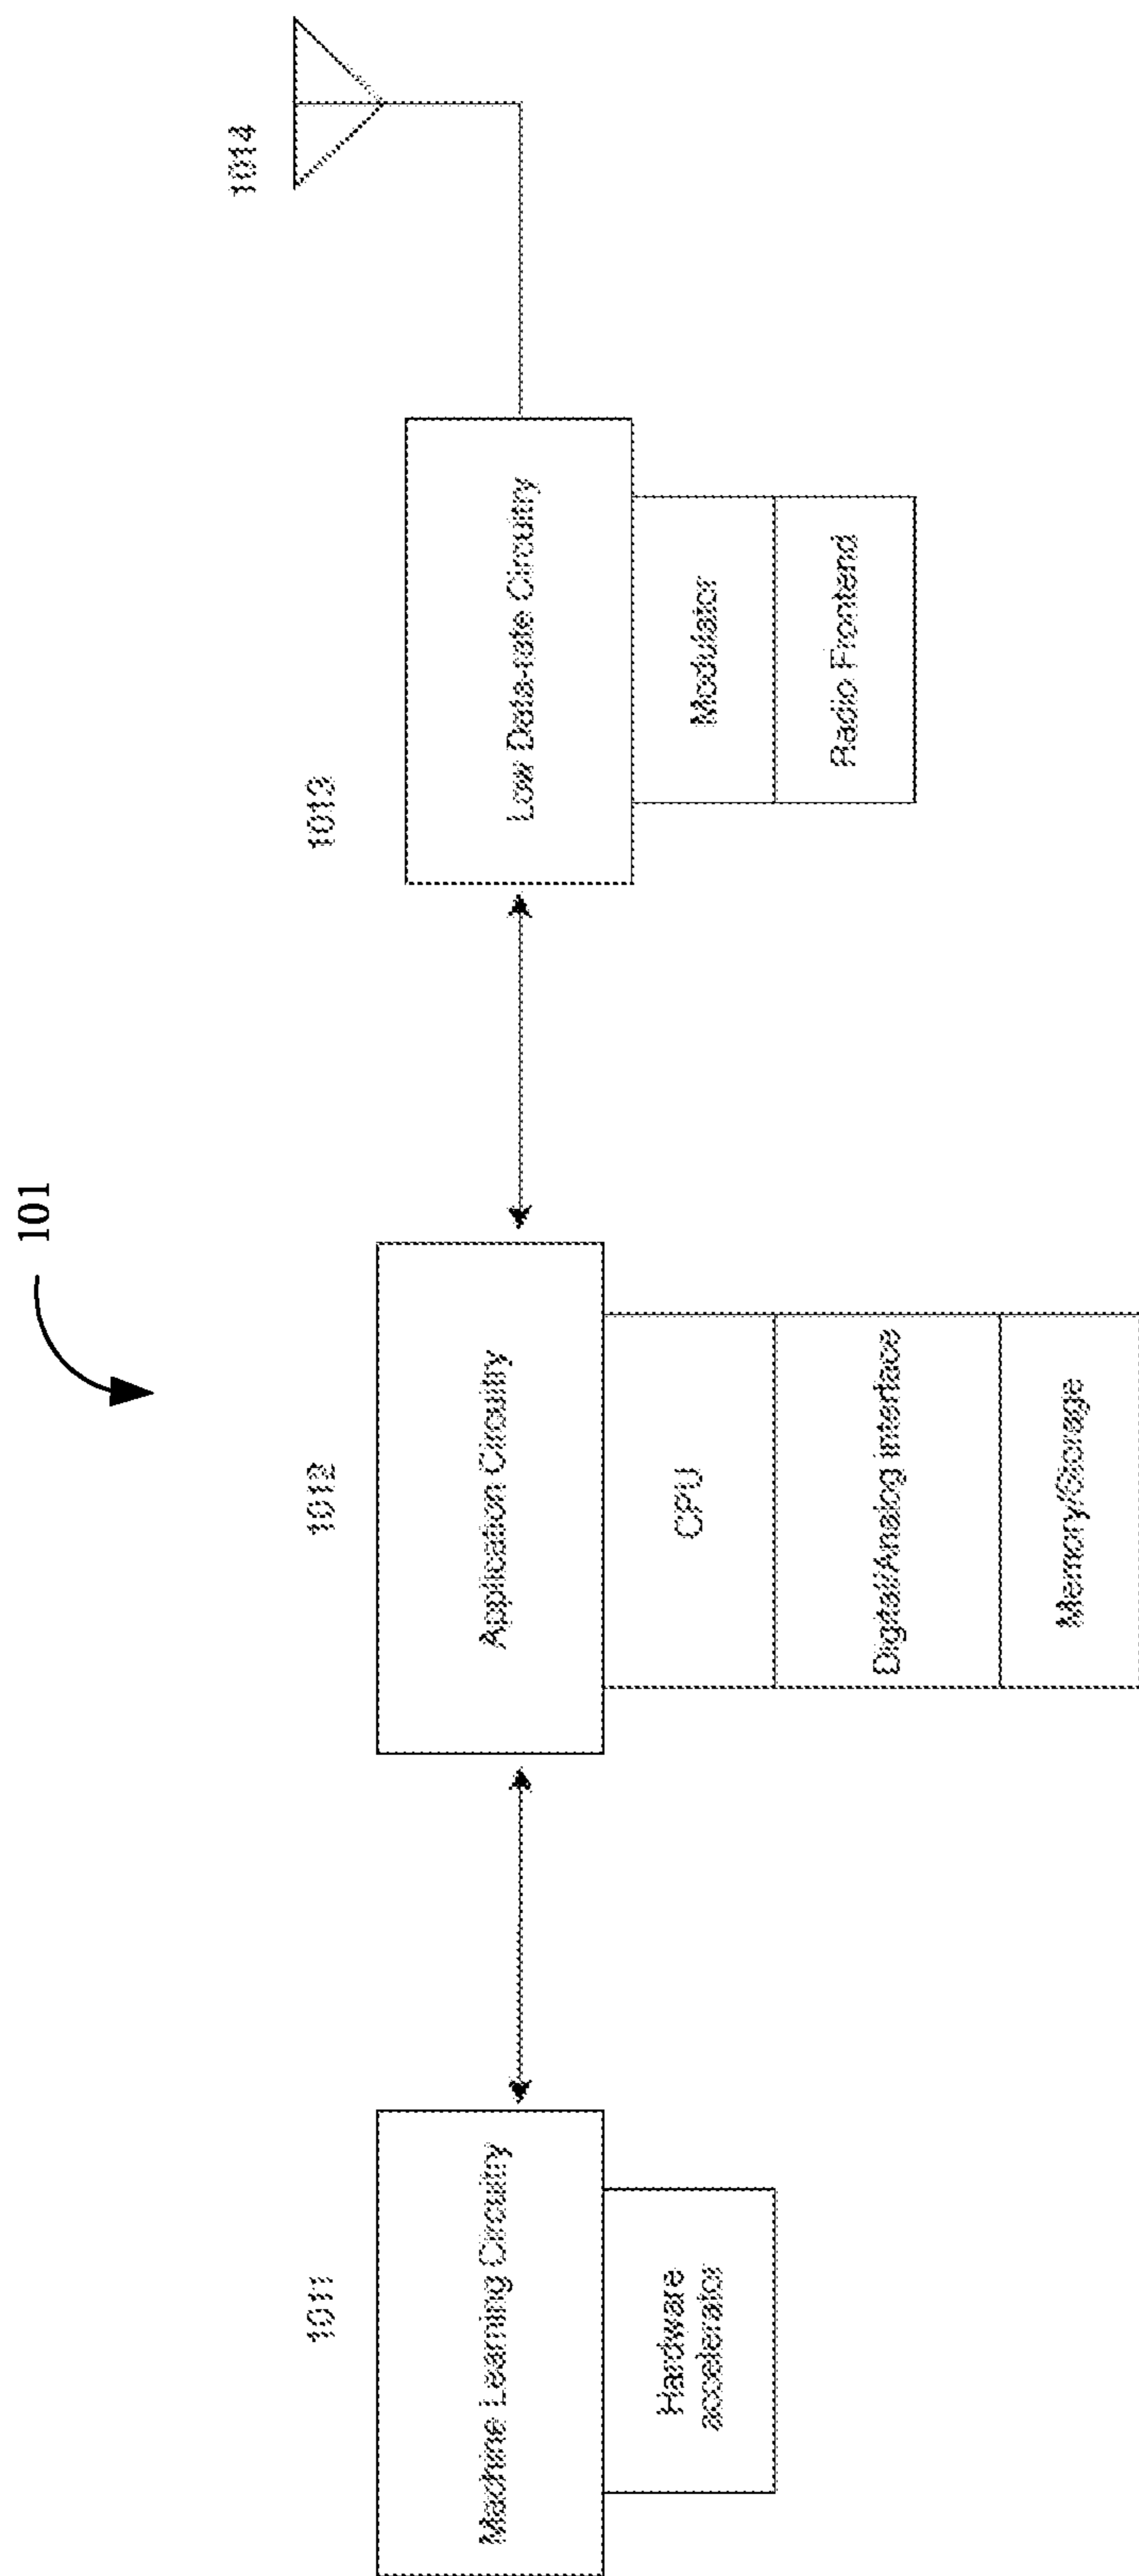 101
1011
Machine Learning Circuitry
Hardware
accelerator
1012
Application Circuitry
CPU
Digital/Analog interface
Memory/Storage
1013
Low Data-rate Circuitry
Modulator
Radio Frontend
1014